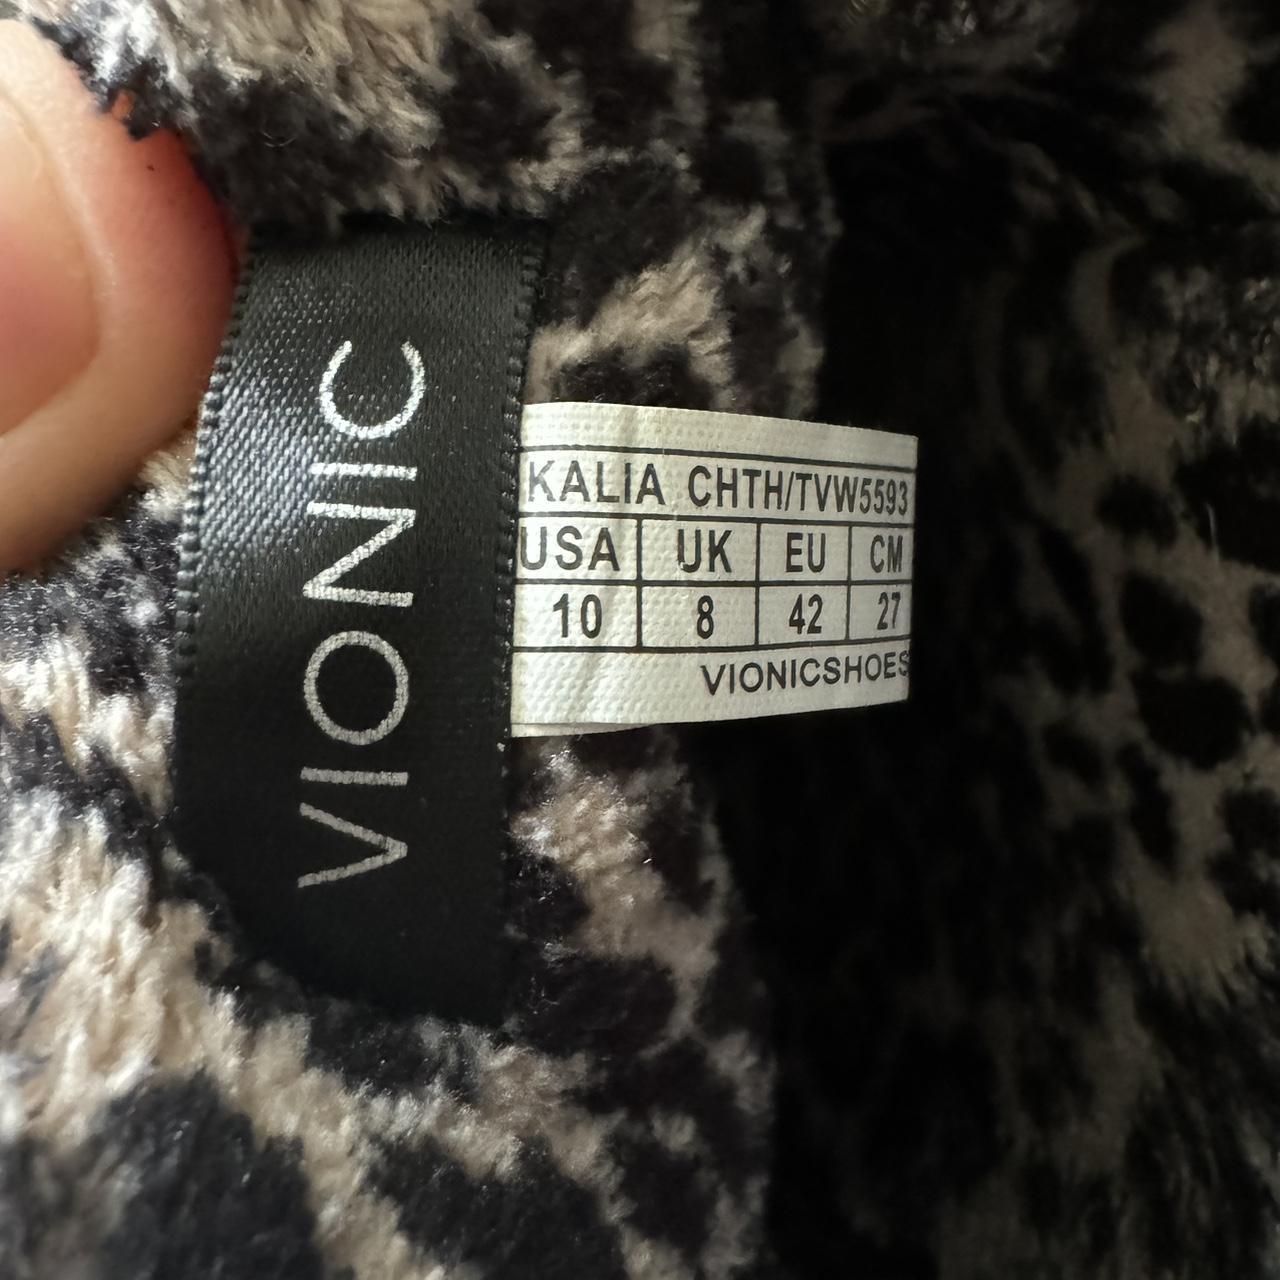 VIONIC
KALIA CHTH/TVW5593
USA UK EU CM
10 8 42 27
VIONICSHOES